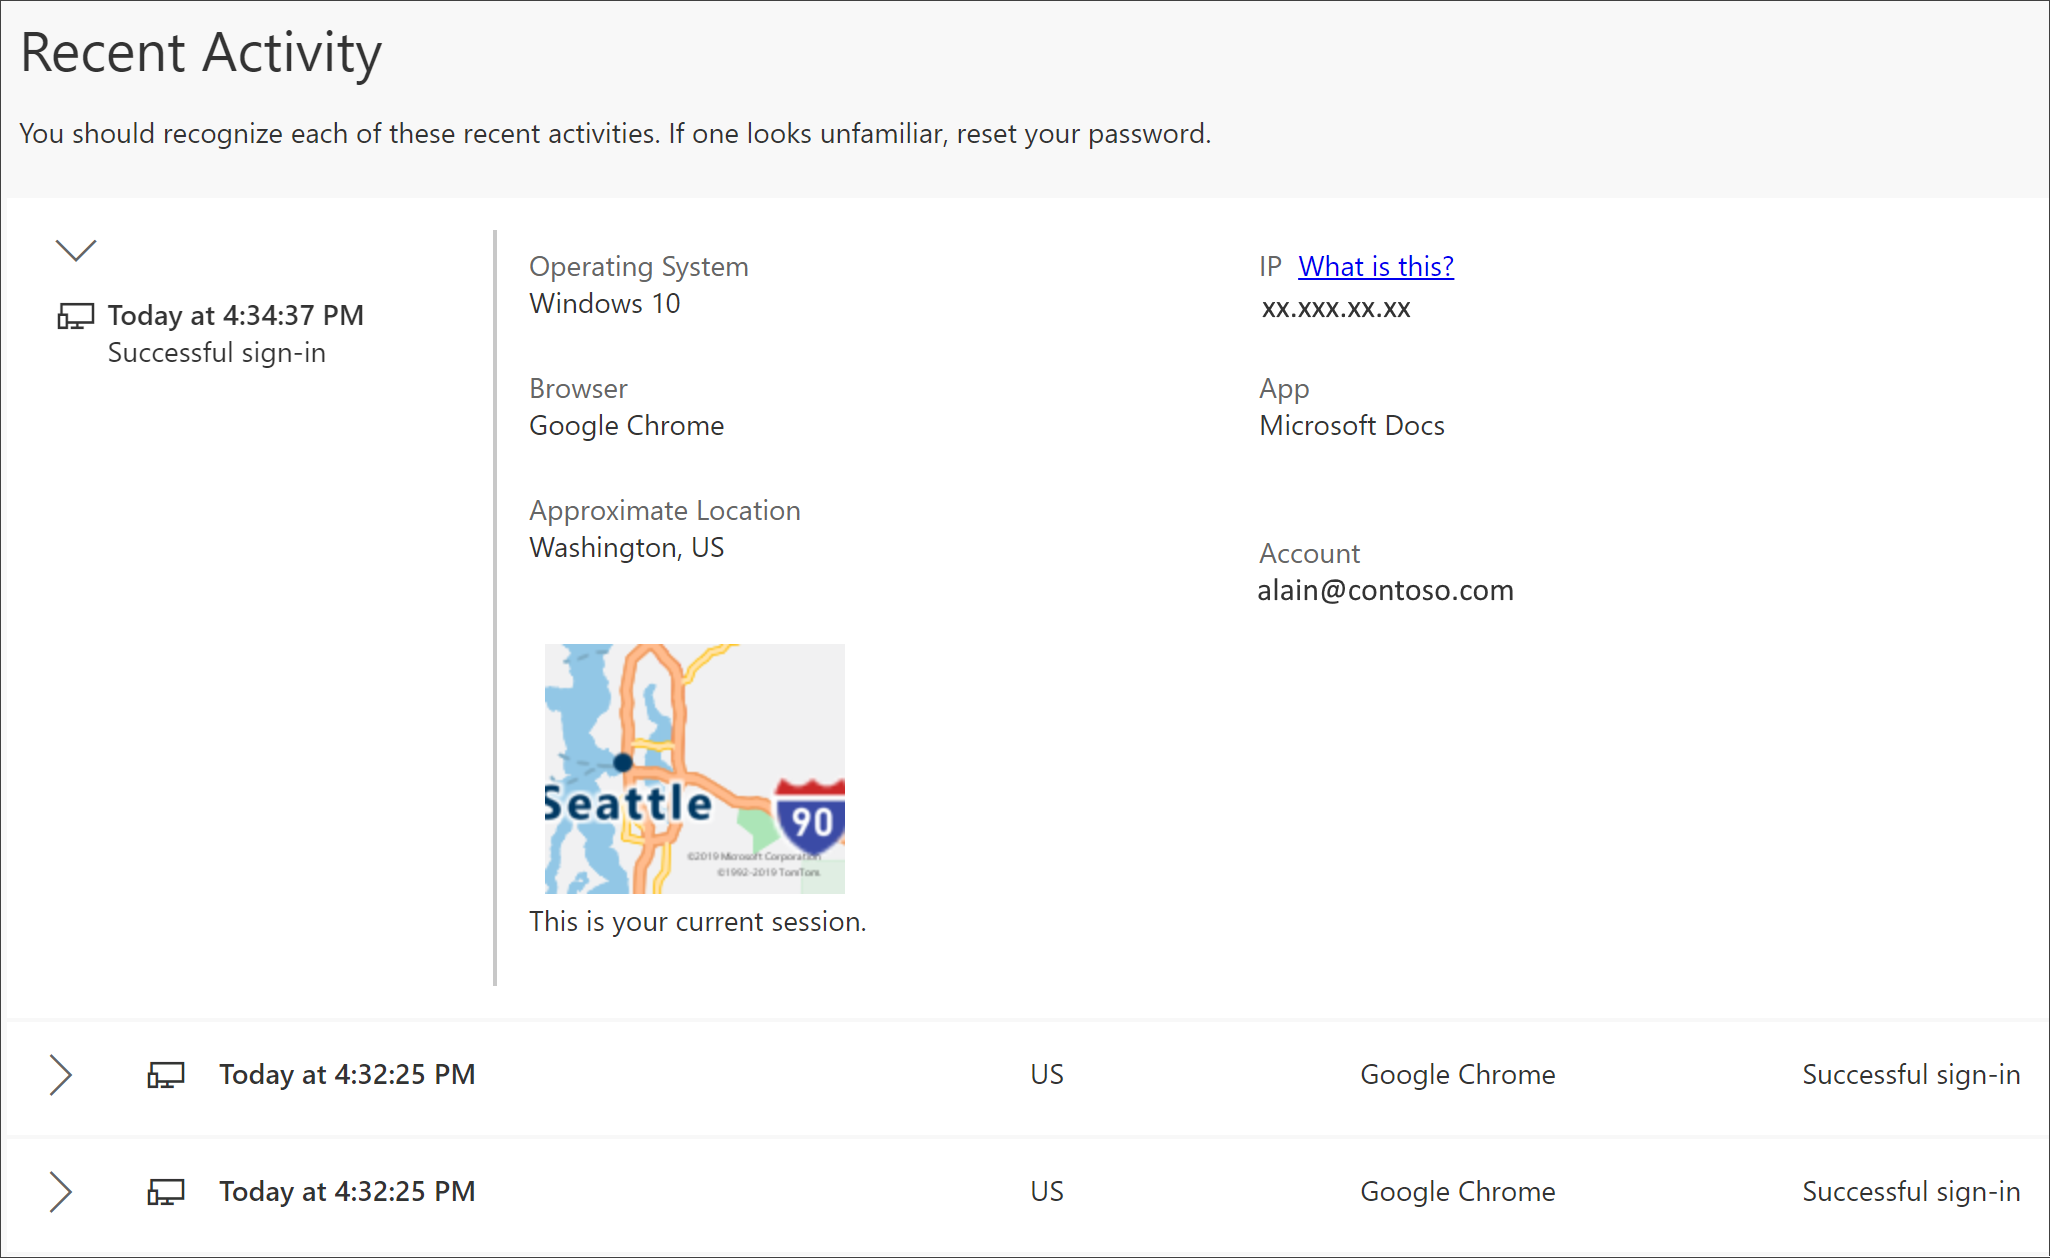 Recent Activity
You should recognize each of these recent activities. If one looks unfamiliar, reset your password.
Today at 4:34:37 PM
Successful sign-in
Operating System
Windows 10
Browser
Google Chrome
Approximate Location
Washington, US
Seattle
90
©2019 Microsoft Corporation
©1992-2019 TomTom
This is your current session.
IP What is this?
xx.xxx.xx.xx
App
Microsoft Docs
Account
alain@contoso.com
Today at 4:32:25 PM US Google Chrome Successful sign-in
Today at 4:32:25 PM US Google Chrome Successful sign-in